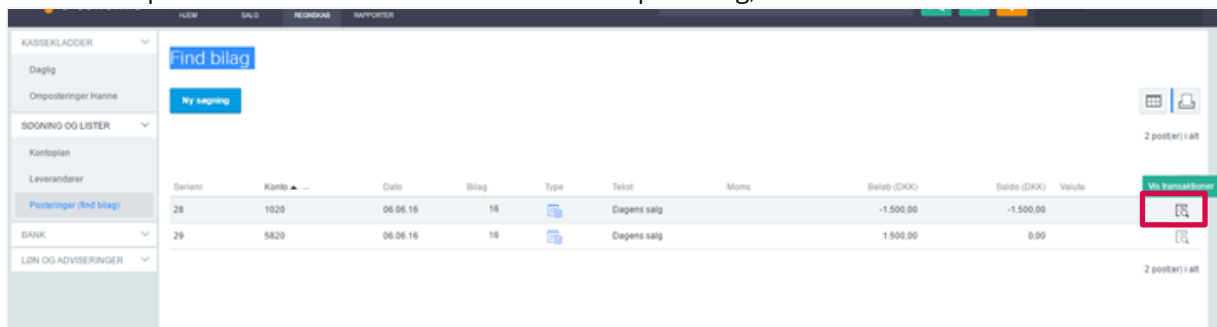 HJEM SALG REGNSKAB RAPPORTER
KASSEKLADDER
Daglig
Omposteringer Hanne
SØGNING OG LISTER
Kontoplan
Leverandører
Posteringer (find bilag)
BANK
LØN OG ADVISERINGER
Find bilag
Ny søgning
2 post(er) i alt
Serienr. Konto ▲ ... Dato Bilag Type Tekst Moms Beløb (DKK) Saldo (DKK) Valuta Vis transaktioner
28 1020 06.06.16 16 Dagens salg -1.500,00 -1.500,00
29 5820 06.06.16 16 Dagens salg 1.500,00 0,00
2 post(er) i alt